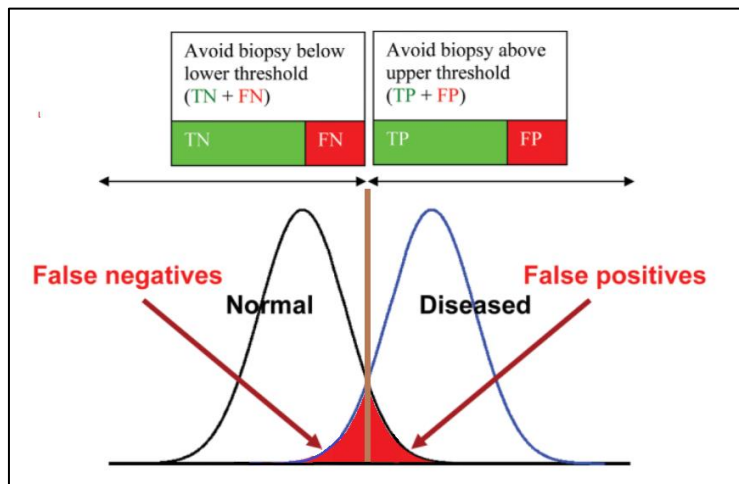 Avoid biopsy below
lower threshold
(TN + FN)
TN FN
Avoid biopsy above
upper threshold
(TP + FP)
TP FP
1
False negatives
Normal
Diseased
False positives